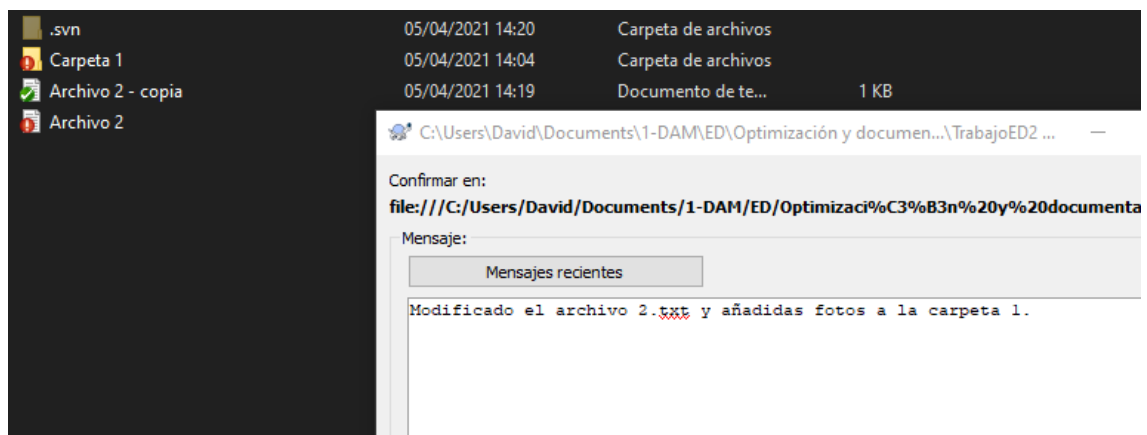 .svn 05/04/2021 14:20 Carpeta de archivos
Carpeta 1 05/04/2021 14:04 Carpeta de archivos
Archivo 2 - copia 05/04/2021 14:19 Documento de te... 1 KB
Archivo 2
C:\Users\David\Documents\1-DAM\ED\Optimización y documen...\TrabajoED2 ...
Confirmar en:
file:///C:/Users/David/Documents/1-DAM/ED/Optimizaci%C3%B3n%20y%20documenta
Mensaje:
Mensajes recientes
Modificado el archivo 2.txt y añadidas fotos a la carpeta 1.